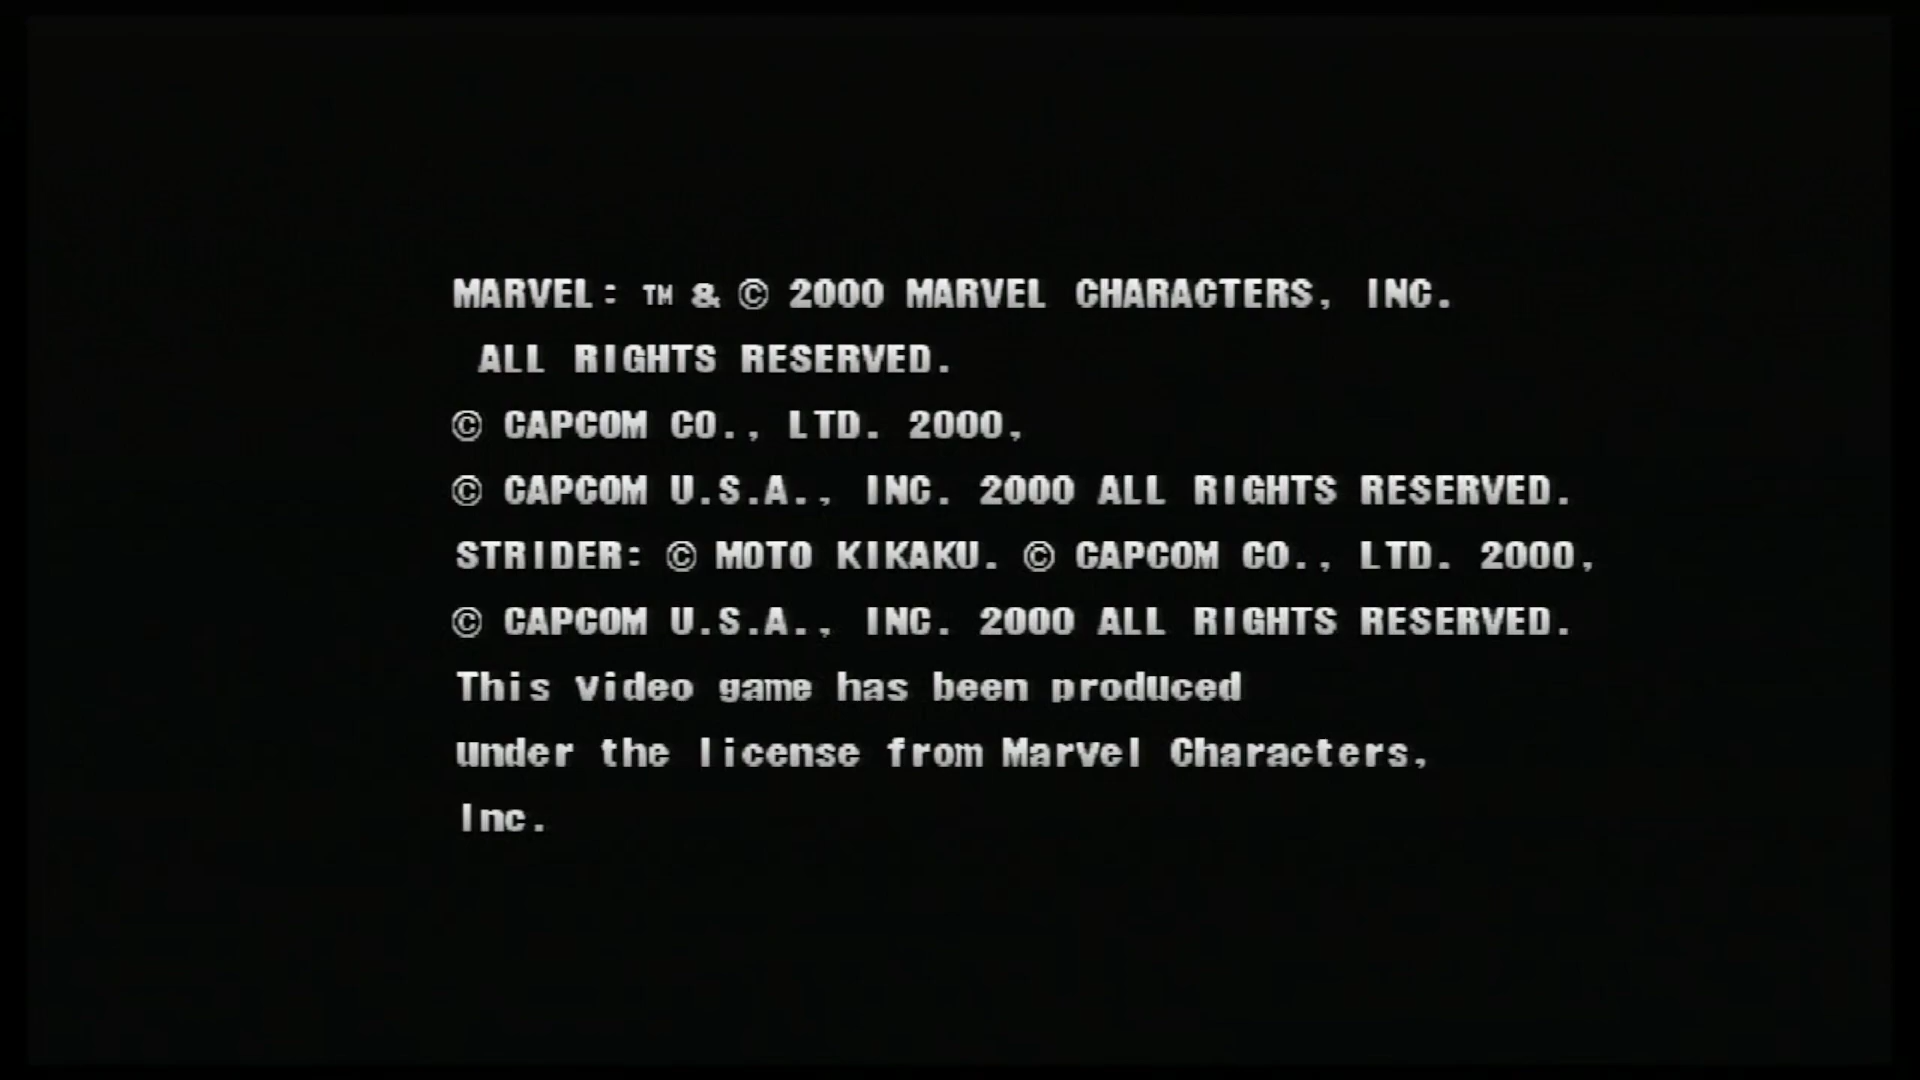 MARVEL: TM & © 2000 MARVEL CHARACTERS, INC.
ALL RIGHTS RESERVED.
© CAPCOM CO., LTD. 2000,
© CAPCOM U.S.A., INC. 2000 ALL RIGHTS RESERVED.
STRIDER: © MOTO KIKAKU. © CAPCOM CO., LTD. 2000,
© CAPCOM U.S.A., INC. 2000 ALL RIGHTS RESERVED.
This video game has been produced
under the license from Marvel Characters,
Inc.